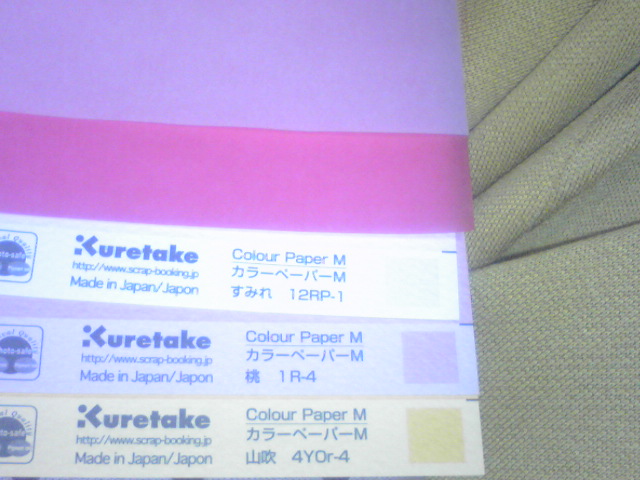 Kuretake
http://www.scrap-booking.jp
Made in Japan/Japon
Colour Paper M
カラーペーパーM
すみれ 12RP-1
Kuretake
http://www.scrap-booking.jp
Made in Japan/Japon
Colour Paper M
カラーペーパーM
桃 1R-4
Kuretake
http://www.scrap-booking.jp
Made in Japan/Japon
Colour Paper M
カラーペーパーM
山吹 4YOr-4